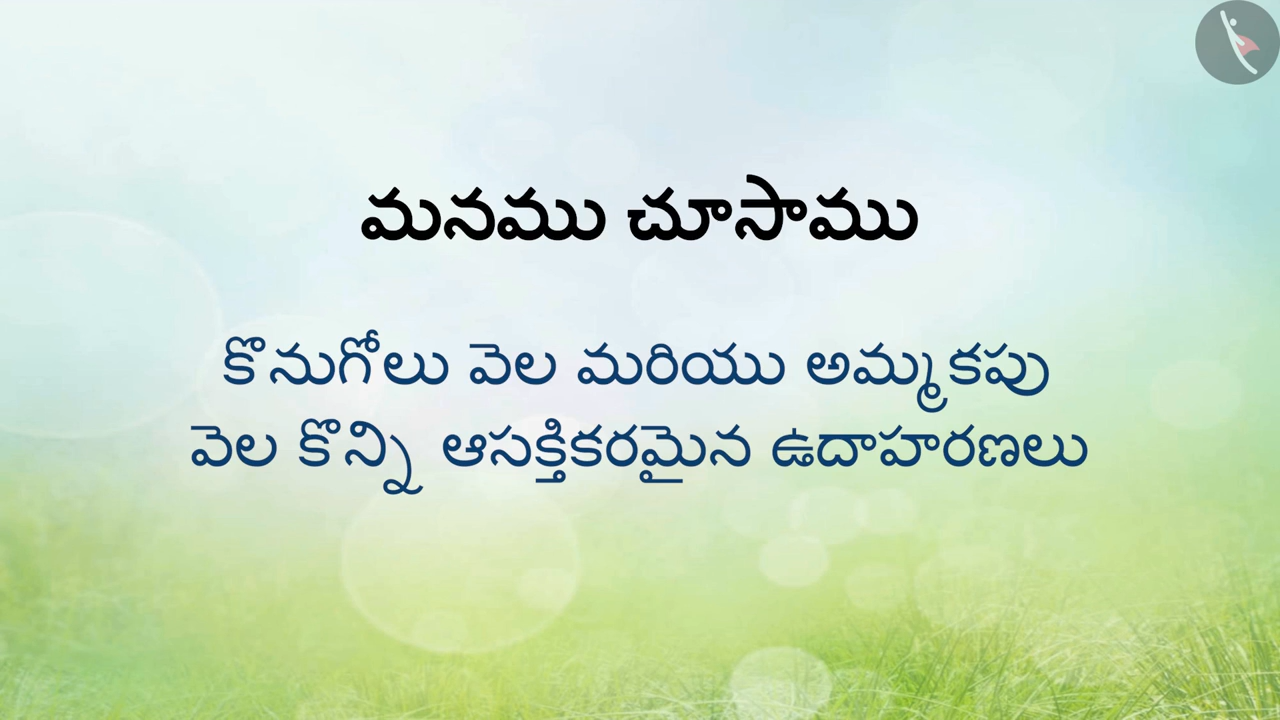 మనము చూసాము
కొనుగోలు వెల మరియు అమ్మకపు
వెల కొన్ని ఆసక్తికరమైన ఉదాహరణలు